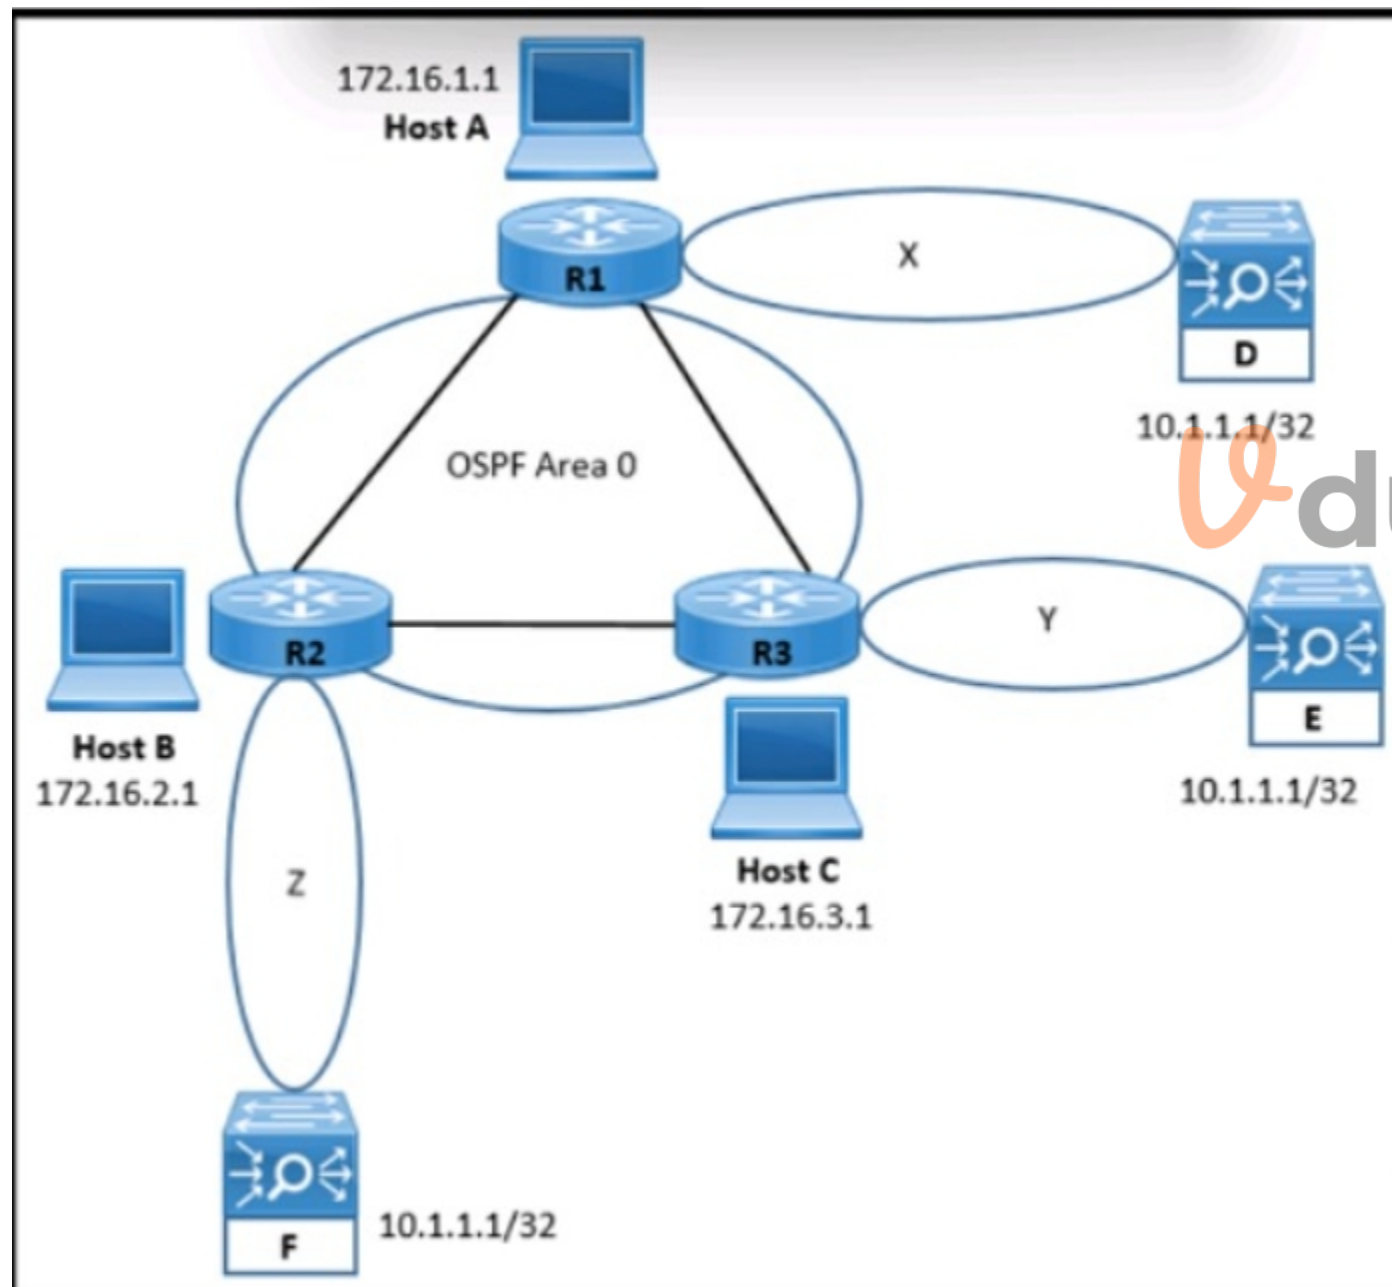 172.16.1.1
Host A
R1
X
D
10.1.1.1/32
OSPF Area 0
R2
R3
Y
E
10.1.1.1/32
Host B
172.16.2.1
Host C
172.16.3.1
Z
F
10.1.1.1/32